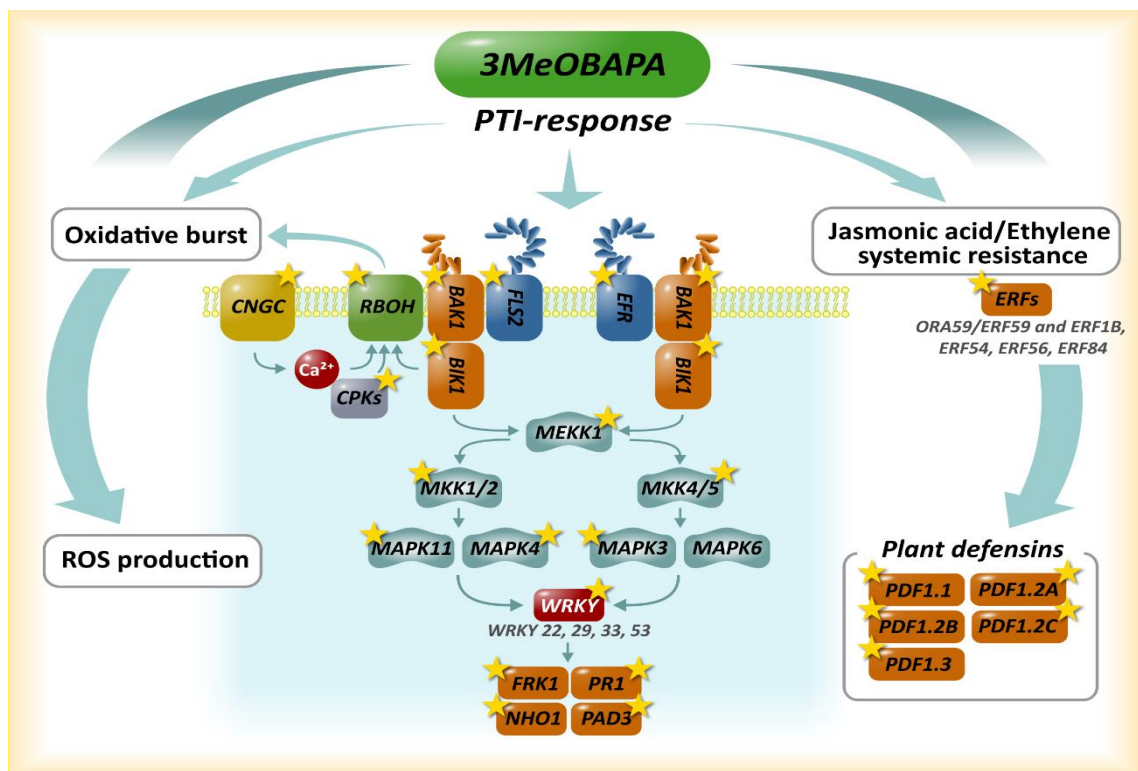 3MeOBAPA
PTI-response
Oxidative burst
Jasmonic acid/Ethylene
systemic resistance
CNGC
RBOH
BAK1
FLS2
EFR
BAK1
ERFs
ORA59/ERF59 and ERF1B,
ERF54, ERF56, ERF84
Ca²⁺
CPKs
BIK1
BIK1
MEKK1
MKK1/2
MKK4/5
MAPK11
MAPK4
MAPK3
MAPK6
ROS production
WRKY
WRKY 22, 29, 33, 53
FRK1
PR1
NHO1
PAD3
Plant defensins
PDF1.1
PDF1.2A
PDF1.2B
PDF1.2C
PDF1.3